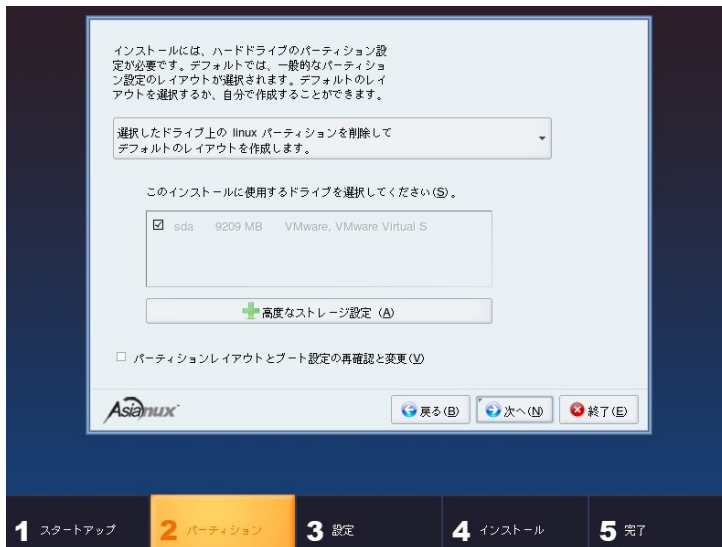 インストールには、ハードドライブのパーティション設
定が必要です。デフォルトでは、一般的なパーティショ
ン設定のレイアウトが選択されます。デフォルトのレイ
アウトを選択するか、自分で作成することができます。
選択したドライブ上の linux パーティションを削除して
デフォルトのレイアウトを作成します。
このインストールに使用するドライブを選択してください(S)。
sda 9209 MB VMware, VMware Virtual S
高度なストレージ設定 (A)
パーティションレイアウトとブート設定の再確認と変更(V)
Asianux
戻る(B) 次へ(N) 終了(E)
1 スタートアップ 2 パーティション 3 設定 4 インストール 5 完了